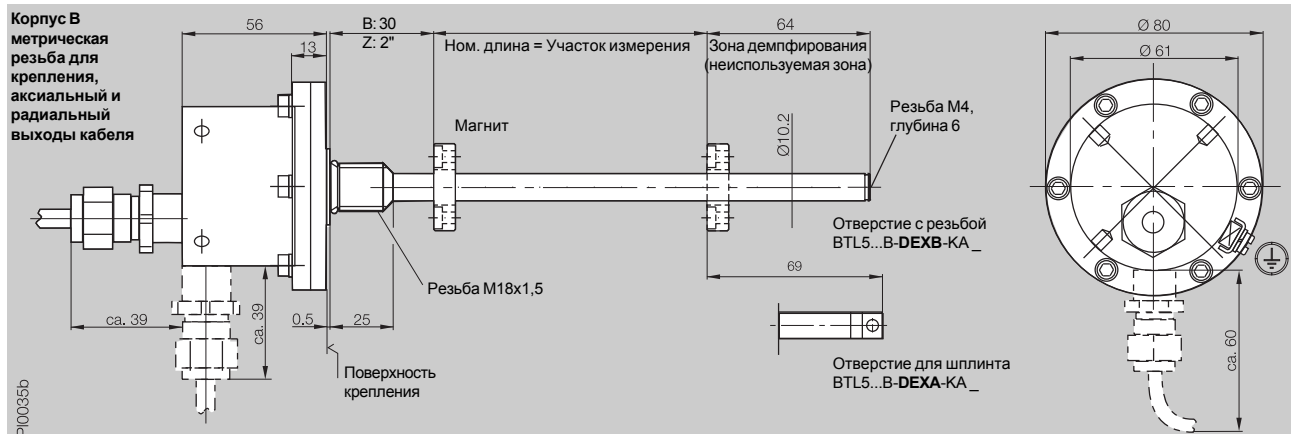 Корпус B
метрическая
резьба для
крепления,
аксиальный и
радиальный
выходы кабеля
56
13
B: 30
Z: 2"
Ном. длина = Участок измерения
64
Зона демпфирования
(неиспользуемая зона)
Магнит
Ø10.2
Резьба M4,
глубина 6
Отверстие с резьбой
BTL5...B-DEXB-KA _
69
Резьба M18x1,5
ca. 39
ca. 39
0.5
25
Поверхность
крепления
Отверстие для шплинта
BTL5...B-DEXA-KA _
Ø 80
Ø 61
ca. 60
PI0035b